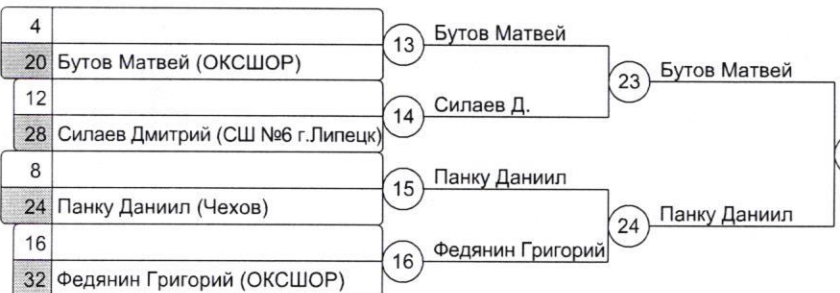 4
20 Бутов Матвей (ОКСШОР)
13 Бутов Матвей
23 Бутов Матвей
12
28 Силаев Дмитрий (СШ №6 г.Липецк)
14 Силаев Д.
8
24 Панку Даниил (Чехов)
15 Панку Даниил
24 Панку Даниил
16
32 Федянин Григорий (ОКСШОР)
16 Федянин Григорий